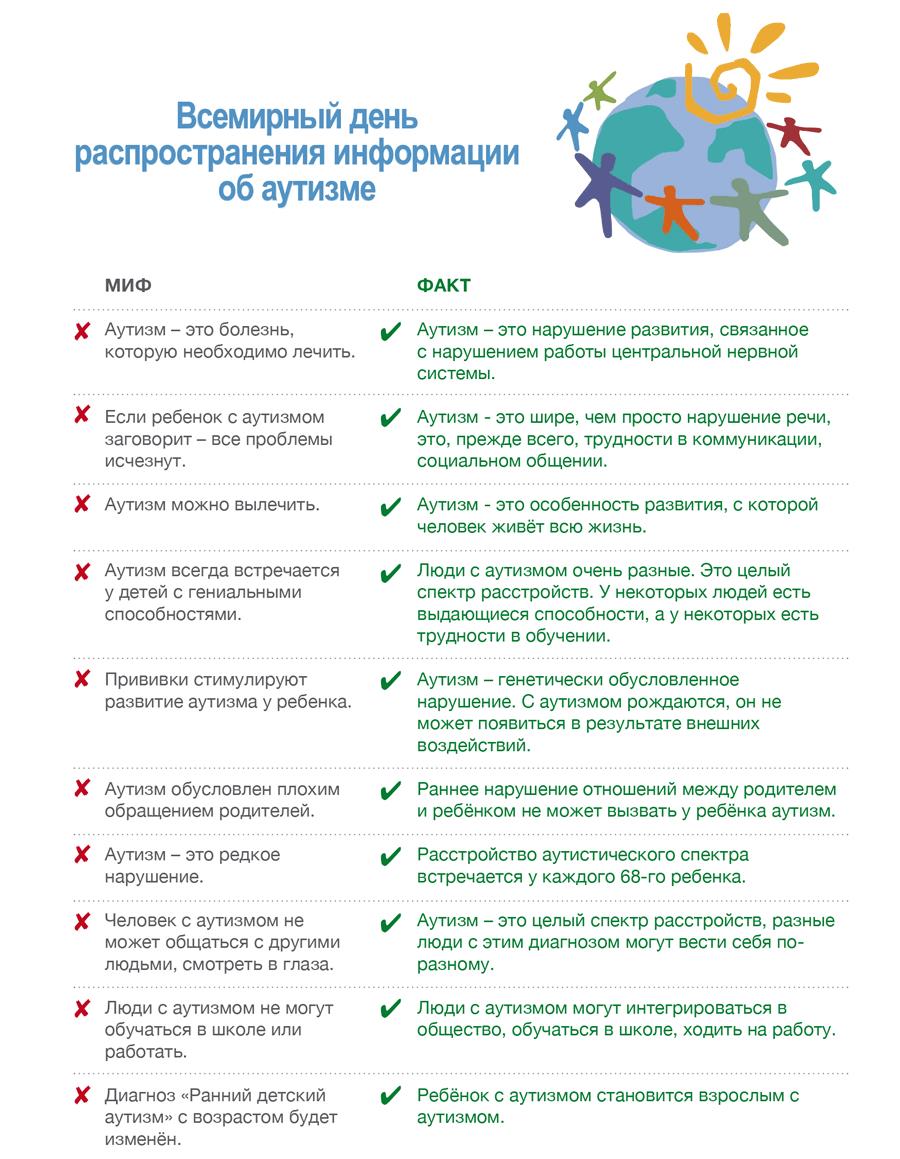 Всемирный день
распространения информации
об аутизме
МИФ
ФАКТ
Аутизм – это болезнь,
которую необходимо лечить.
Аутизм – это нарушение развития, связанное
с нарушением работы центральной нервной
системы.
Если ребенок с аутизмом
заговорит – все проблемы
исчезнут.
Аутизм - это шире, чем просто нарушение речи,
это, прежде всего, трудности в коммуникации,
социальном общении.
Аутизм можно вылечить.
Аутизм - это особенность развития, с которой
человек живёт всю жизнь.
Аутизм всегда встречается
у детей с гениальными
способностями.
Люди с аутизмом очень разные. Это целый
спектр расстройств. У некоторых людей есть
выдающиеся способности, а у некоторых есть
трудности в обучении.
Прививки стимулируют
развитие аутизма у ребенка.
Аутизм – генетически обусловленное
нарушение. С аутизмом рождаются, он не
может появиться в результате внешних
воздействий.
Аутизм обусловлен плохим
обращением родителей.
Раннее нарушение отношений между родителем
и ребёнком не может вызвать у ребёнка аутизм.
Аутизм – это редкое
нарушение.
Расстройство аутистического спектра
встречается у каждого 68-го ребенка.
Человек с аутизмом не
может общаться с другими
людьми, смотреть в глаза.
Аутизм – это целый спектр расстройств, разные
люди с этим диагнозом могут вести себя по-
разному.
Люди с аутизмом не могут
обучаться в школе или
работать.
Люди с аутизмом могут интегрироваться в
общество, обучаться в школе, ходить на работу.
Диагноз «Ранний детский
аутизм» с возрастом будет
изменён.
Ребёнок с аутизмом становится взрослым с
аутизмом.